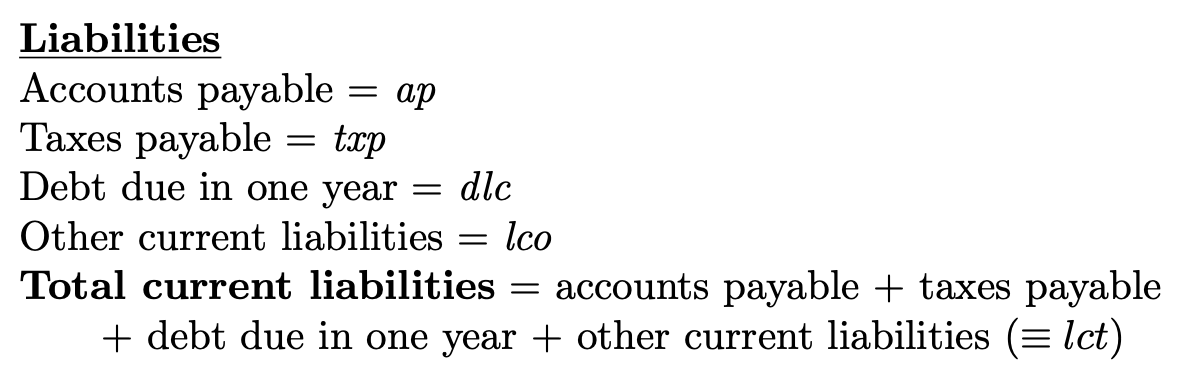 Liabilities
Accounts payable = ap
Taxes payable = txp
Debt due in one year = dlc
Other current liabilities = lco
Total current liabilities = accounts payable + taxes payable
+ debt due in one year + other current liabilities (≡ lct)